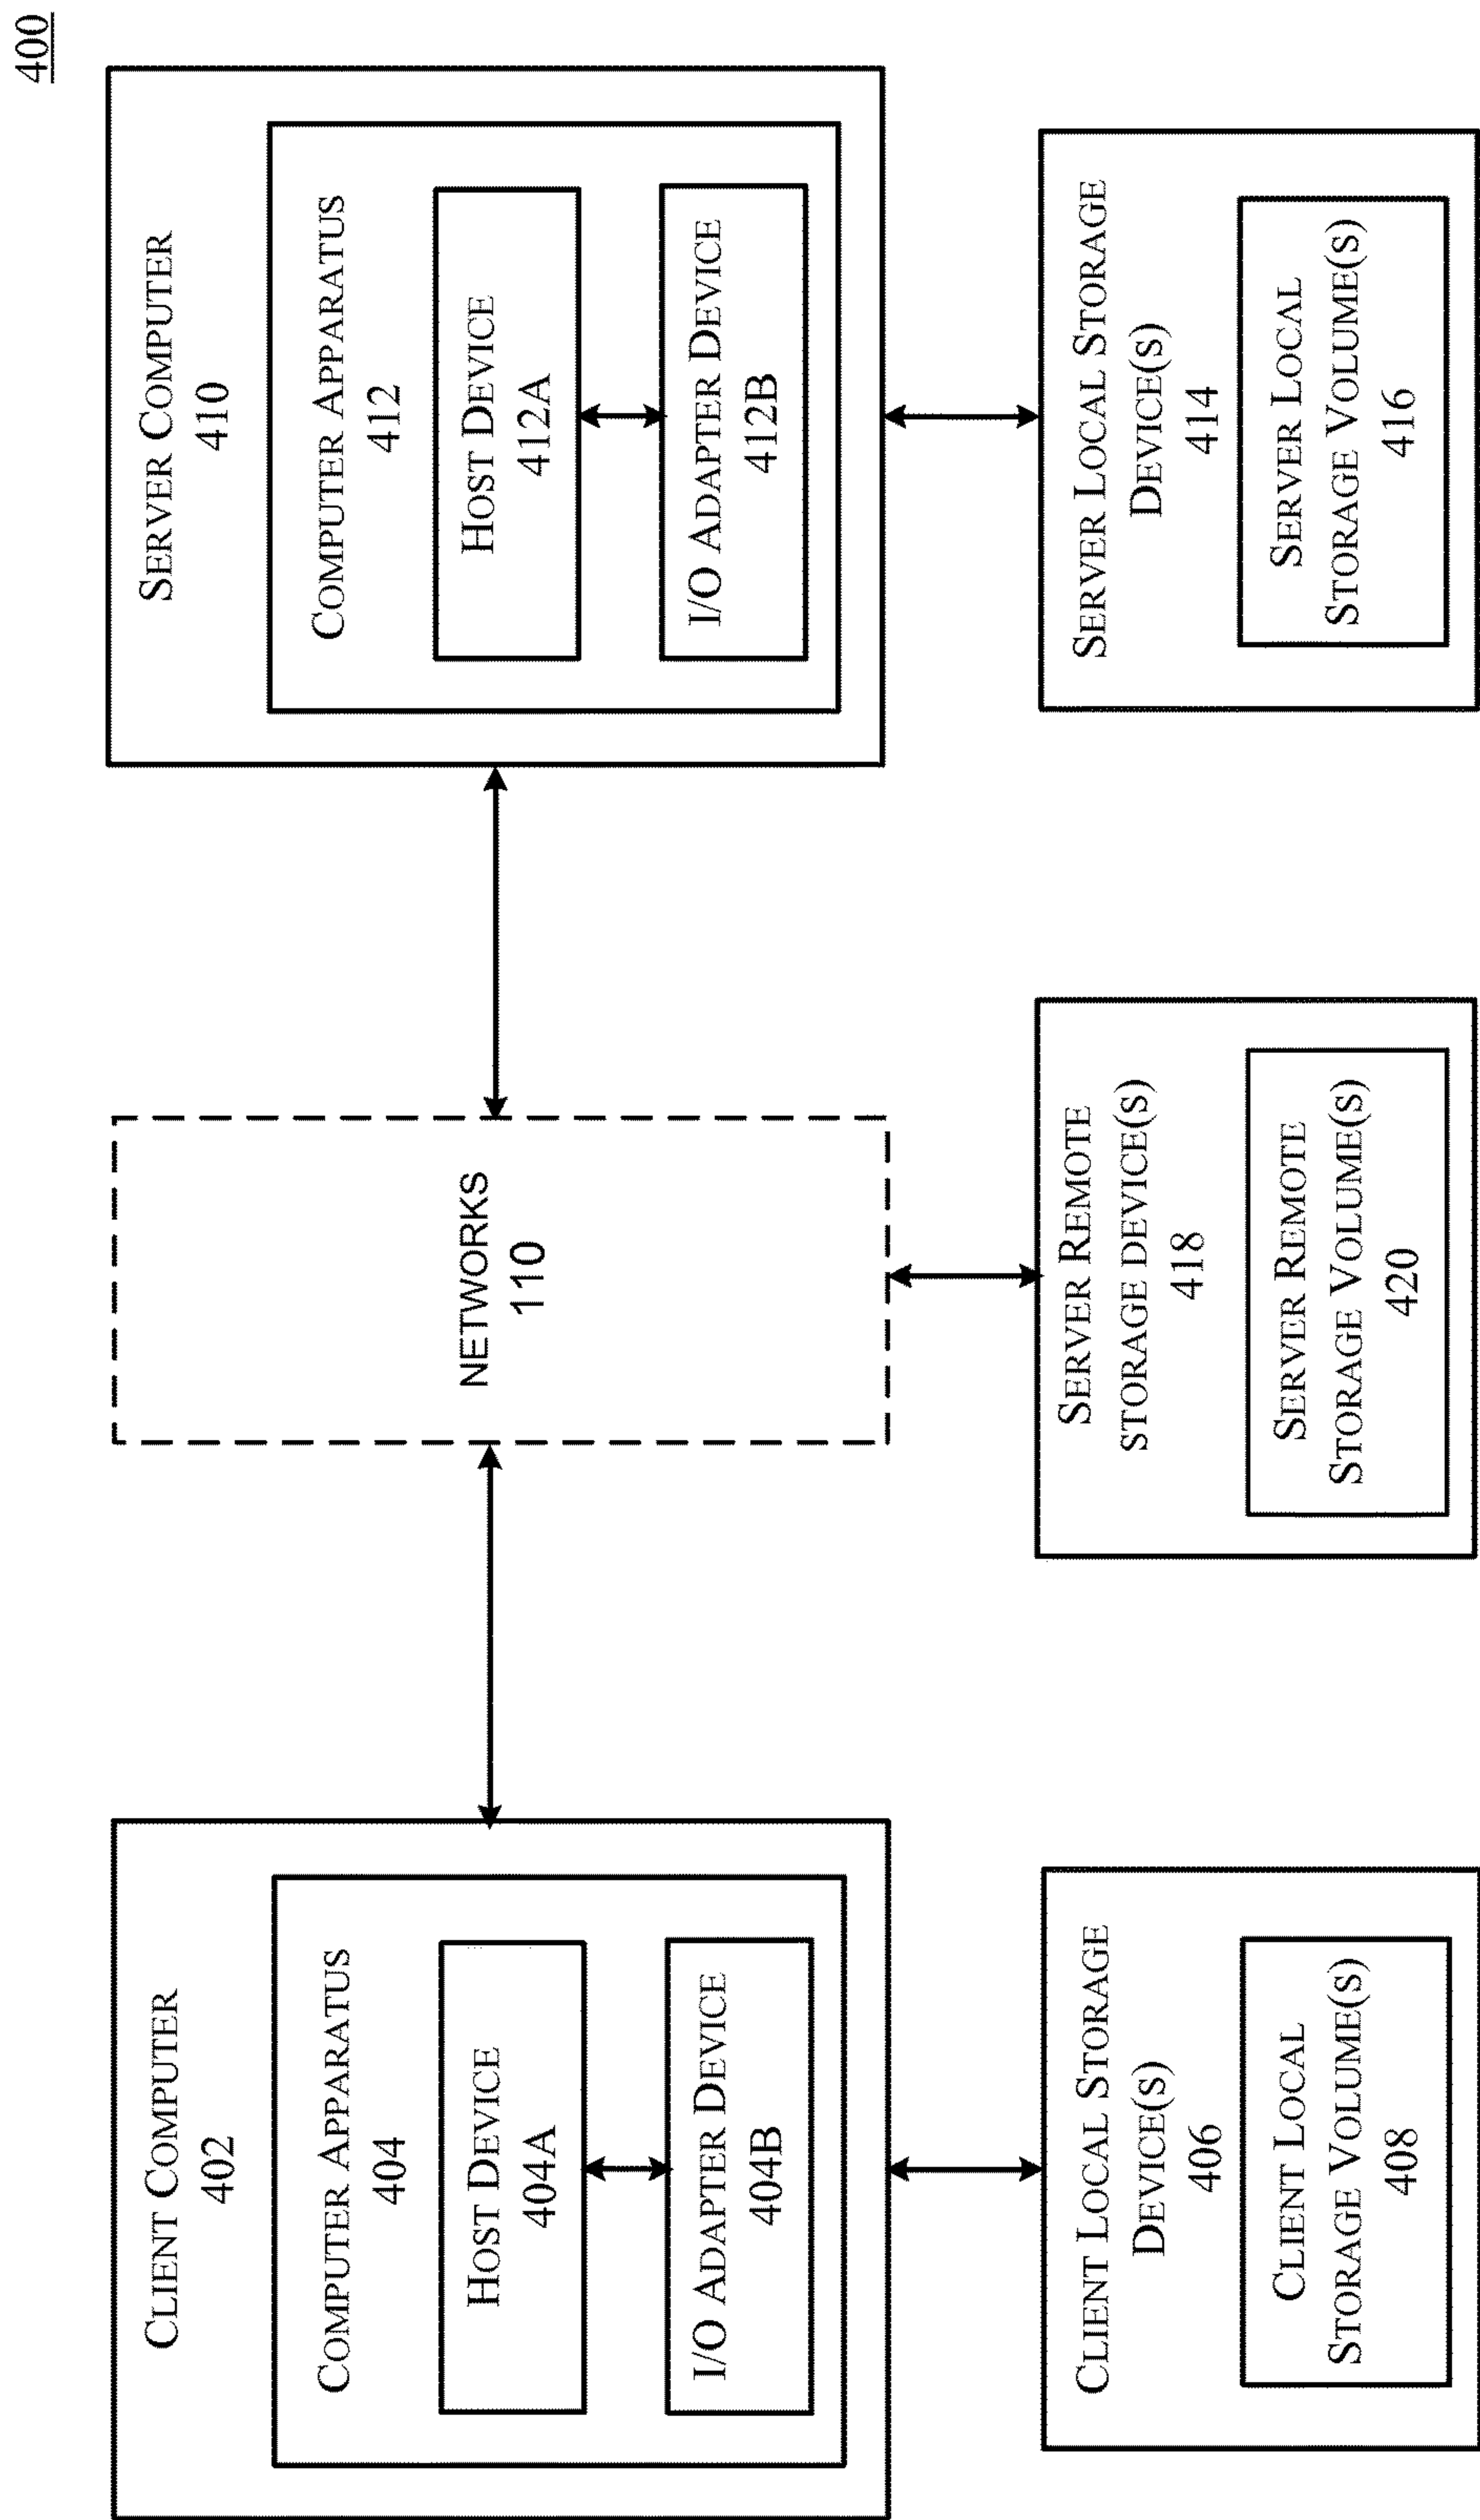 400
CLIENT COMPUTER
402
COMPUTER APPARATUS
404
HOST DEVICE
404A
I/O ADAPTER DEVICE
404B
CLIENT LOCAL STORAGE
DEVICE(S)
406
CLIENT LOCAL
STORAGE VOLUME(S)
408
NETWORKS
110
SERVER REMOTE
STORAGE DEVICE(S)
418
SERVER REMOTE
STORAGE VOLUME(S)
420
SERVER COMPUTER
410
COMPUTER APPARATUS
412
HOST DEVICE
412A
I/O ADAPTER DEVICE
412B
SERVER LOCAL STORAGE
DEVICE(S)
414
SERVER LOCAL
STORAGE VOLUME(S)
416